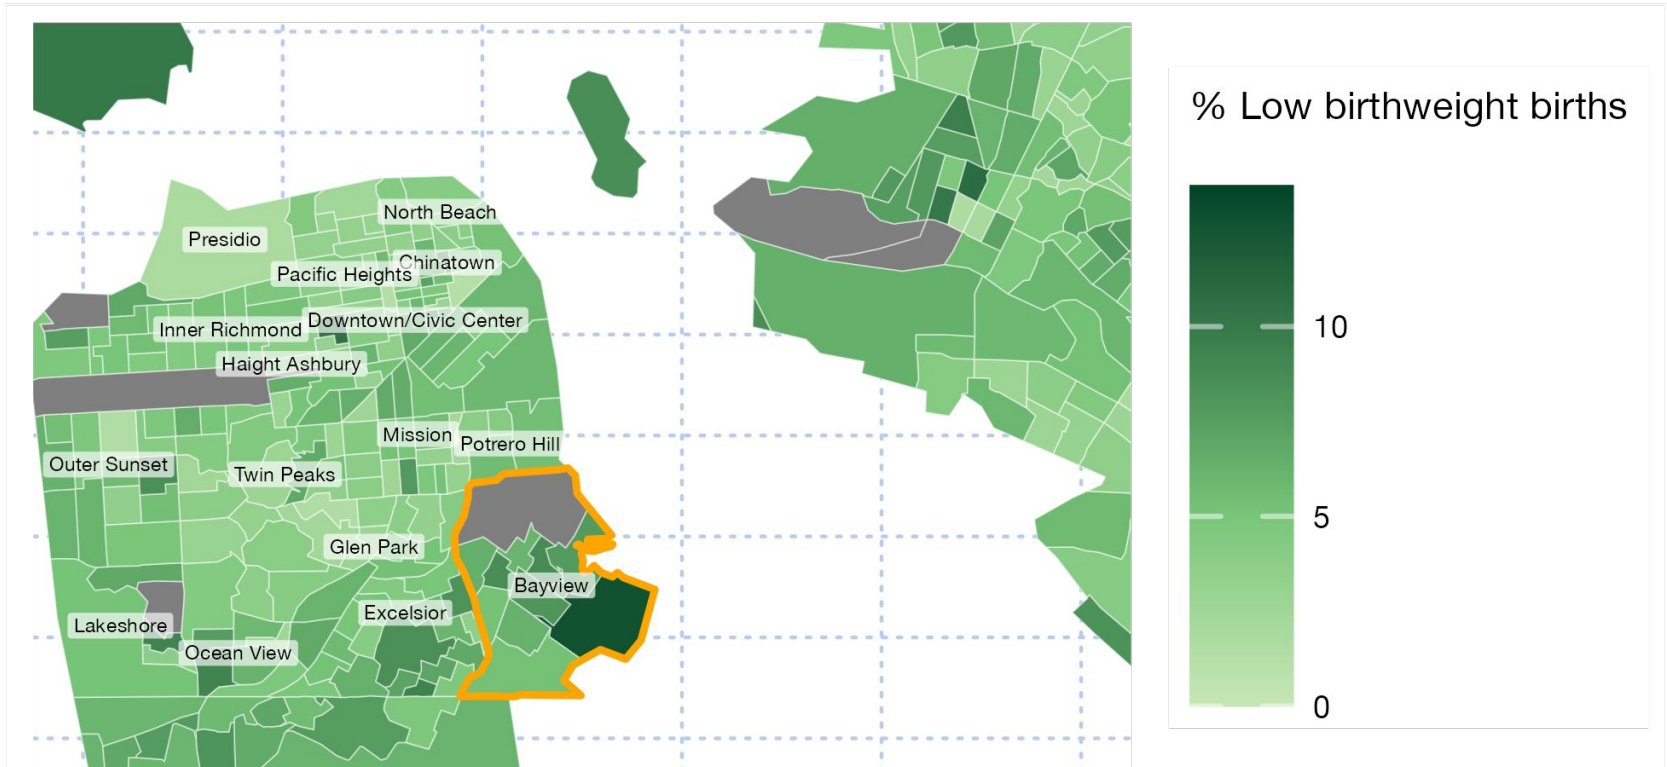 % Low birthweight births
North Beach
Presidio
Chinatown
Pacific Heights
Downtown/Civic Center
Inner Richmond
Haight Ashbury
Mission
Potrero Hill
Outer Sunset
Twin Peaks
Glen Park
Bayview
Excelsior
Lakeshore
Ocean View
10
5
0